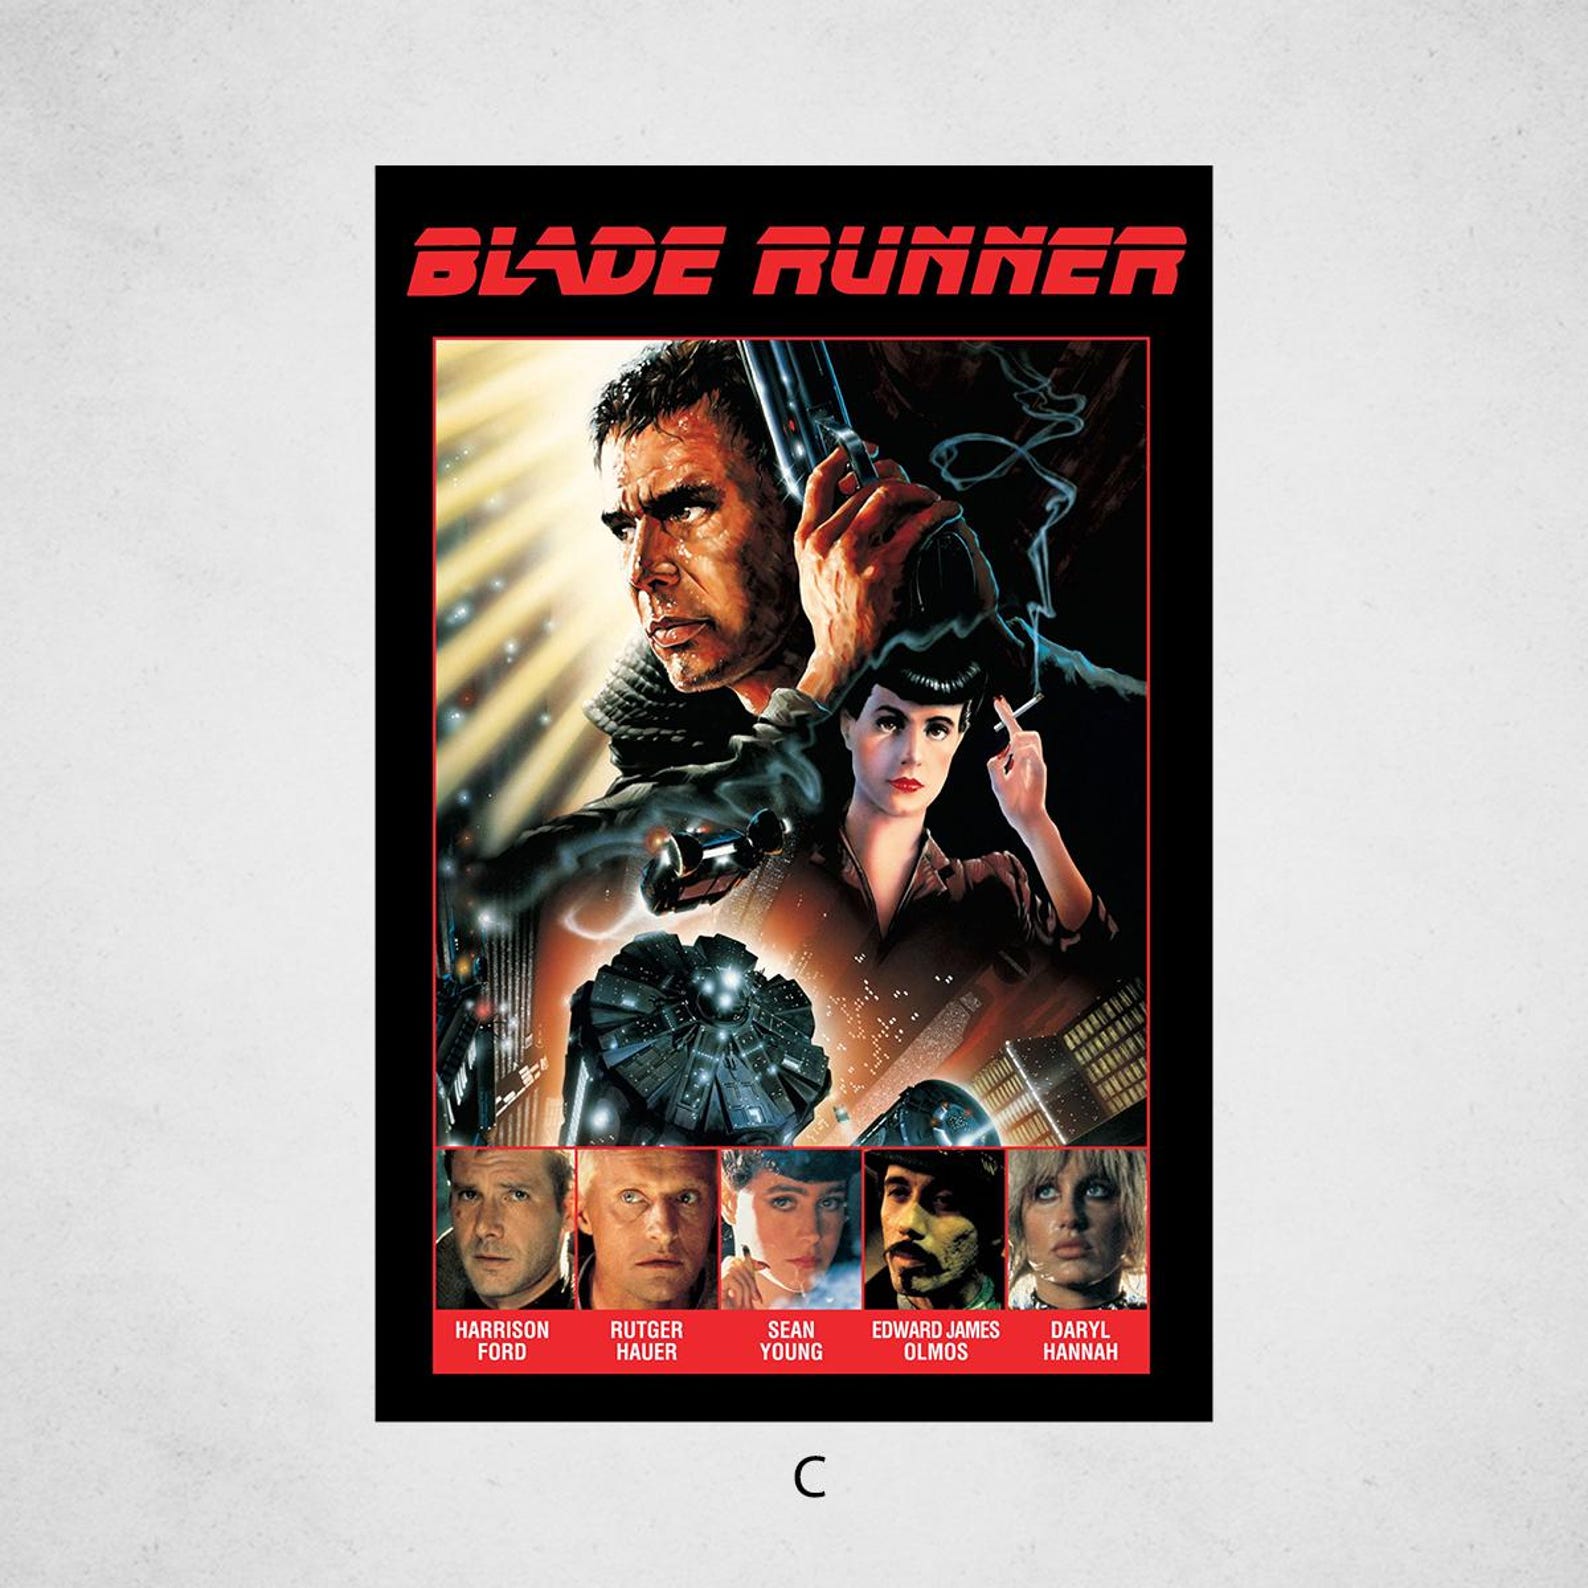 BLADE RUNNER
HARRISON FORD
RUTGER HAUER
SEAN YOUNG
EDWARD JAMES OLMOS
DARYL HANNAH
C